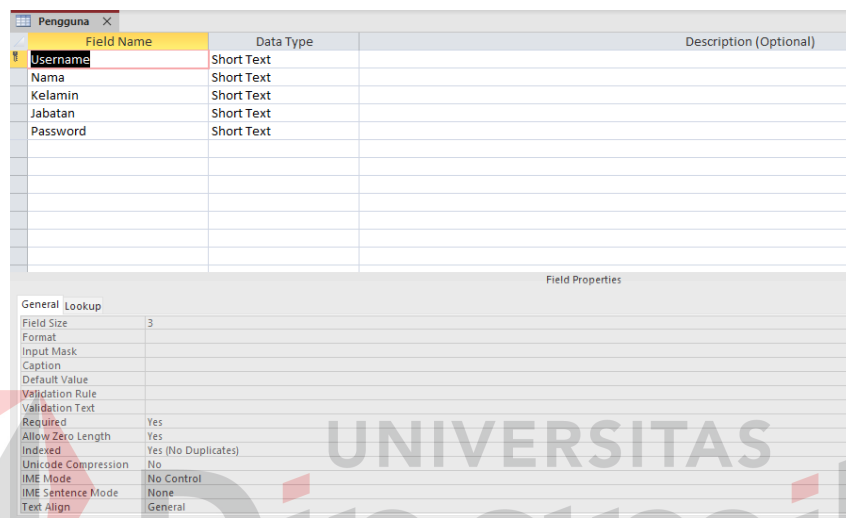 Pengguna
Field Name Data Type Description (Optional)
Username Short Text
Nama Short Text
Kelamin Short Text
Jabatan Short Text
Password Short Text
Field Properties
General Lookup
Field Size 3
Format
Input Mask
Caption
Default Value
Validation Rule
Validation Text
Required Yes
Allow Zero Length Yes
Indexed Yes (No Duplicates)
Unicode Compression No
IME Mode No Control
IME Sentence Mode None
Text Align General
UNIVERSITAS